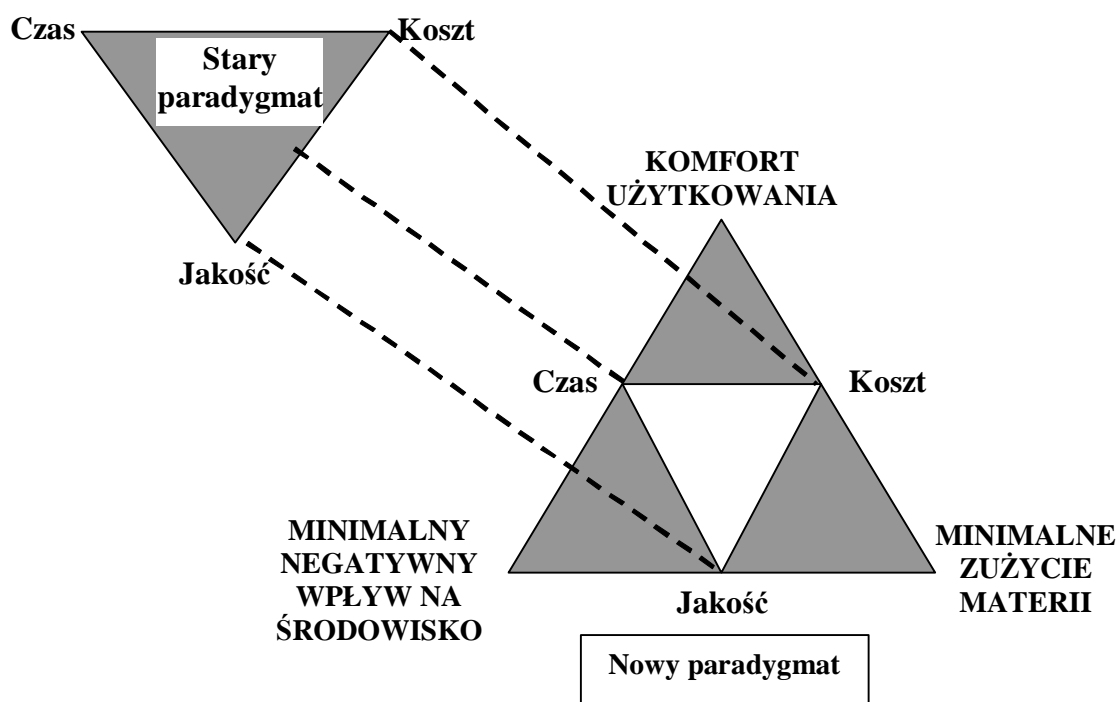 Czas
Koszt
Stary
paradygmat
Jakość
KOMFORT
UŻYTKOWANIA
Czas
Koszt
MINIMALNY
NEGATYWNY
WPŁYW NA
ŚRODOWISKO
Jakość
MINIMALNE
ZUŻYCIE
MATERII
Nowy paradygmat